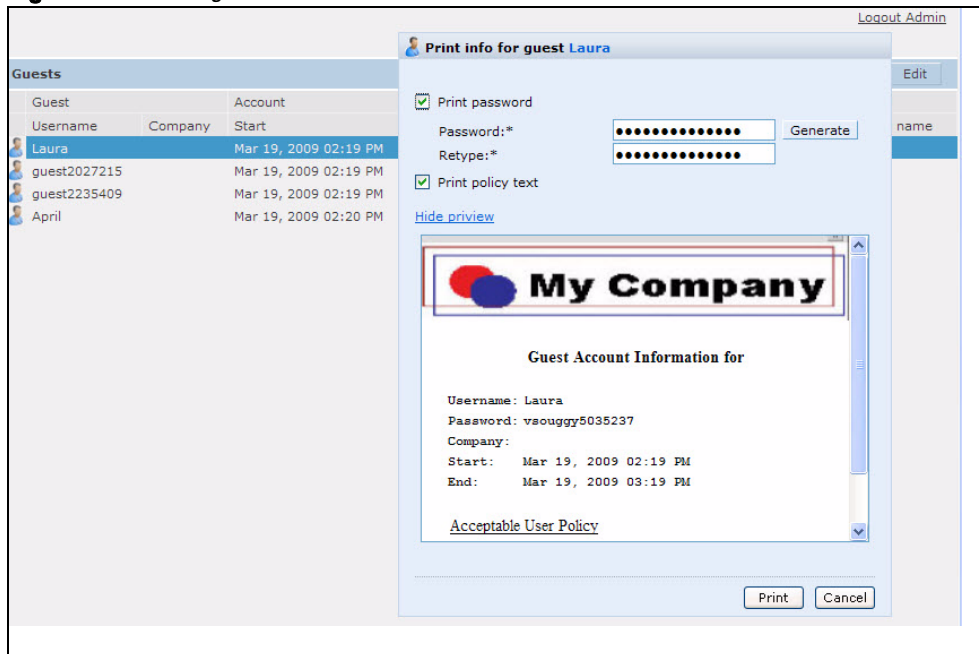 Logout Admin
Print info for guest Laura
Guests
Edit
Guest Account
Username Company Start name
Laura Mar 19, 2009 02:19 PM
guest2027215 Mar 19, 2009 02:19 PM
guest2235409 Mar 19, 2009 02:19 PM
April Mar 19, 2009 02:20 PM
Print password
Password:* ●●●●●●●●●●●●●● Generate
Retype:* ●●●●●●●●●●●●●●
Print policy text
Hide priview
My Company
Guest Account Information for
Username: Laura
Password: vsouggy5035237
Company:
Start: Mar 19, 2009 02:19 PM
End: Mar 19, 2009 03:19 PM
Acceptable User Policy
Print Cancel